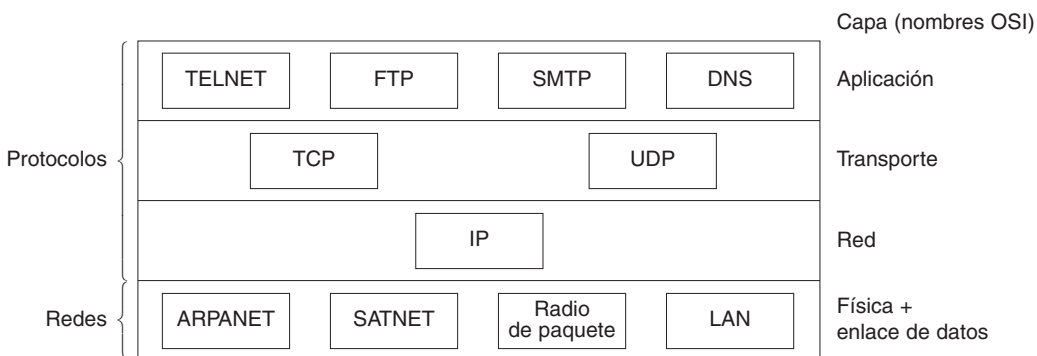 Capa (nombres OSI)
TELNET FTP SMTP DNS Aplicación
Protocolos TCP UDP Transporte
IP Red
Redes ARPANET SATNET Radio de paquete LAN Física + enlace de datos